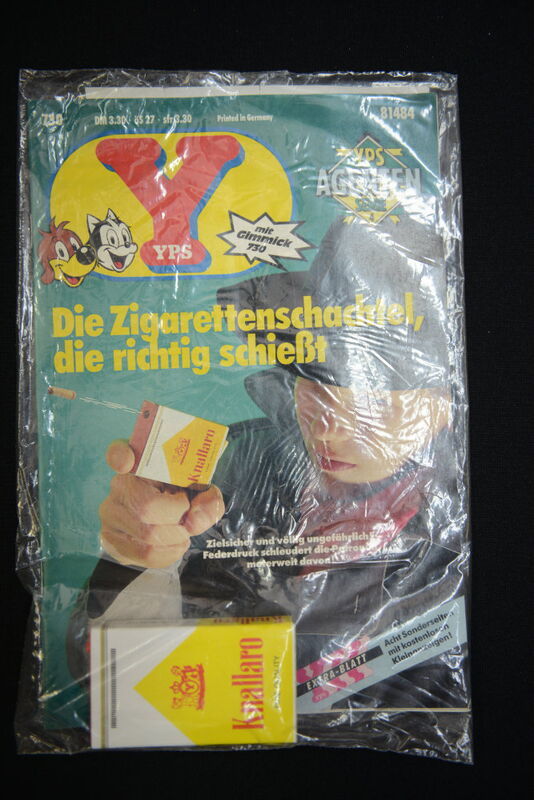 730 DM 3.30 · öS 27 · sfr 3.30 Printed in Germany 81484
YPS
AGENTEN
YPS
mit
Gimmick
730
Die Zigarettenschachtel,
die richtig schießt
Knallaro
Zielsicher und völlig ungefährlich:
Federdruck schleudert die Patrone
meterweit davon!
EXTRA-BLATT
Acht Sonderseiten
mit kostenlosen
Kleinanzeigen!
Knallaro